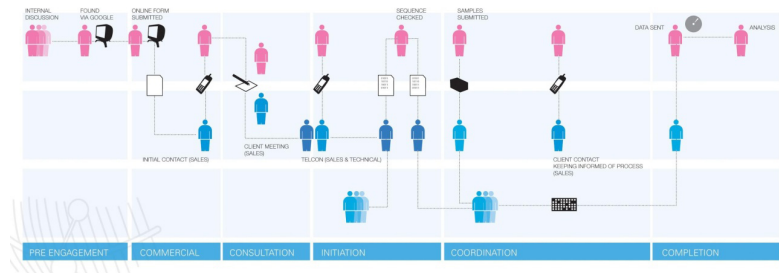 INTERNAL
DISCUSSION
FOUND
VIA GOOGLE
ONLINE FORM
SUBMITTED
SEQUENCE
CHECKED
SAMPLES
SUBMITTED
DATA SENT
ANALYSIS
INITIAL CONTACT (SALES)
CLIENT MEETING
(SALES)
TELCON (SALES & TECHNICAL)
CLIENT CONTACT
KEEPING INFORMED OF PROCESS
(SALES)
PRE ENGAGEMENT
COMMERCIAL
CONSULTATION
INITIATION
COORDINATION
COMPLETION